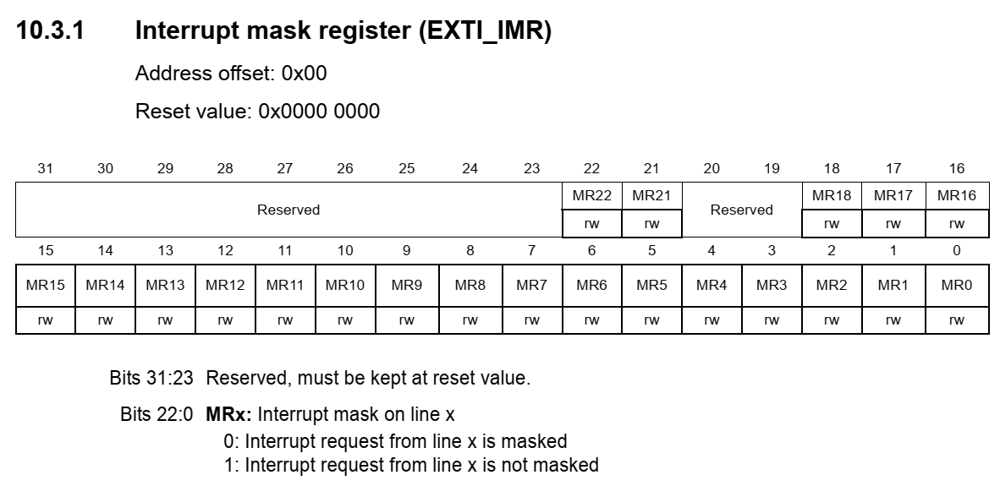 10.3.1 Interrupt mask register (EXTI_IMR)
Address offset: 0x00
Reset value: 0x0000 0000
31 30 29 28 27 26 25 24 23 22 21 20 19 18 17 16
Reserved MR22 MR21 Reserved MR18 MR17 MR16
rw rw rw rw rw
15 14 13 12 11 10 9 8 7 6 5 4 3 2 1 0
MR15 MR14 MR13 MR12 MR11 MR10 MR9 MR8 MR7 MR6 MR5 MR4 MR3 MR2 MR1 MR0
rw rw rw rw rw rw rw rw rw rw rw rw rw rw rw rw
Bits 31:23 Reserved, must be kept at reset value.
Bits 22:0 MRx: Interrupt mask on line x
0: Interrupt request from line x is masked
1: Interrupt request from line x is not masked